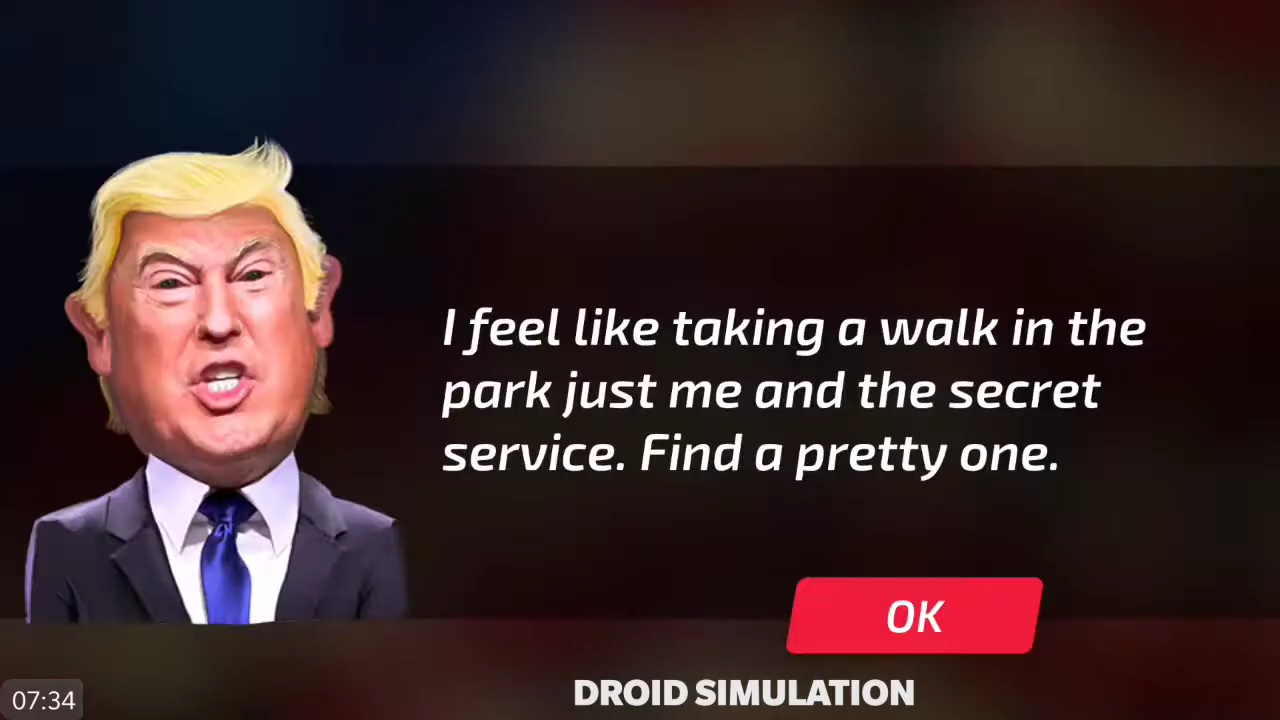 I feel like taking a walk in the
park just me and the secret
service. Find a pretty one.
OK
DROID SIMULATION
07:34